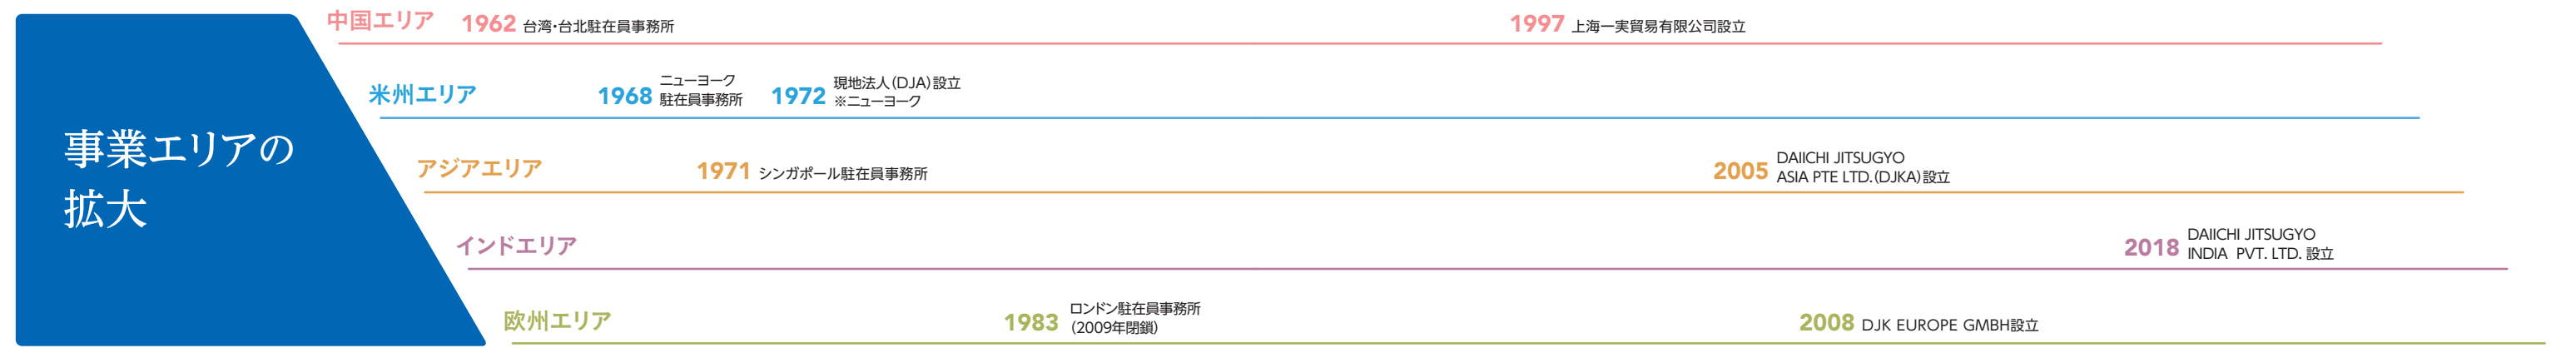 事業エリアの
拡大
中国エリア
1962 台湾・台北駐在員事務所
1997 上海一実貿易有限公司設立
米州エリア
1968 ニューヨーク
駐在員事務所
1972 現地法人(DJA)設立
※ニューヨーク
アジアエリア
1971 シンガポール駐在員事務所
2005 DAIICHI JITSUGYO
ASIA PTE LTD.(DJKA)設立
インドエリア
2018 DAIICHI JITSUGYO
INDIA PVT. LTD. 設立
欧州エリア
1983 ロンドン駐在員事務所
(2009年閉鎖)
2008 DJK EUROPE GMBH設立